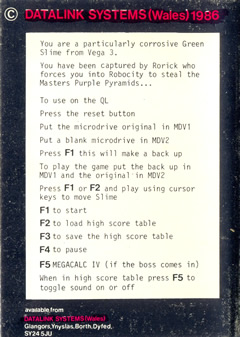 © DATALINK SYSTEMS (Wales) 1986
You are a particularly corrosive Green
Slime from Vega 3.
You have been captured by Rorick who
forces you into Robocity to steal the
Masters Purple Pyramids...
To use on the QL
Press the reset button
Put the microdrive original in MDV1
Put a blank microdrive in MDV2
Press F1 this will make a back up
To play the game put the back up in
MDV1 and the original in MDV2
Press F1 or F2 and play using cursor
keys to move Slime
F1 to start
F2 to load high score table
F3 to save the high score table
F4 to pause
F5 MEGACALC IV (if the boss comes in)
When in high score table press F5 to
toggle sound on or off
available from
DATALINK SYSTEMS (Wales)
Glangors, Ynyslas, Borth, Dyfed,
SY24 5JU